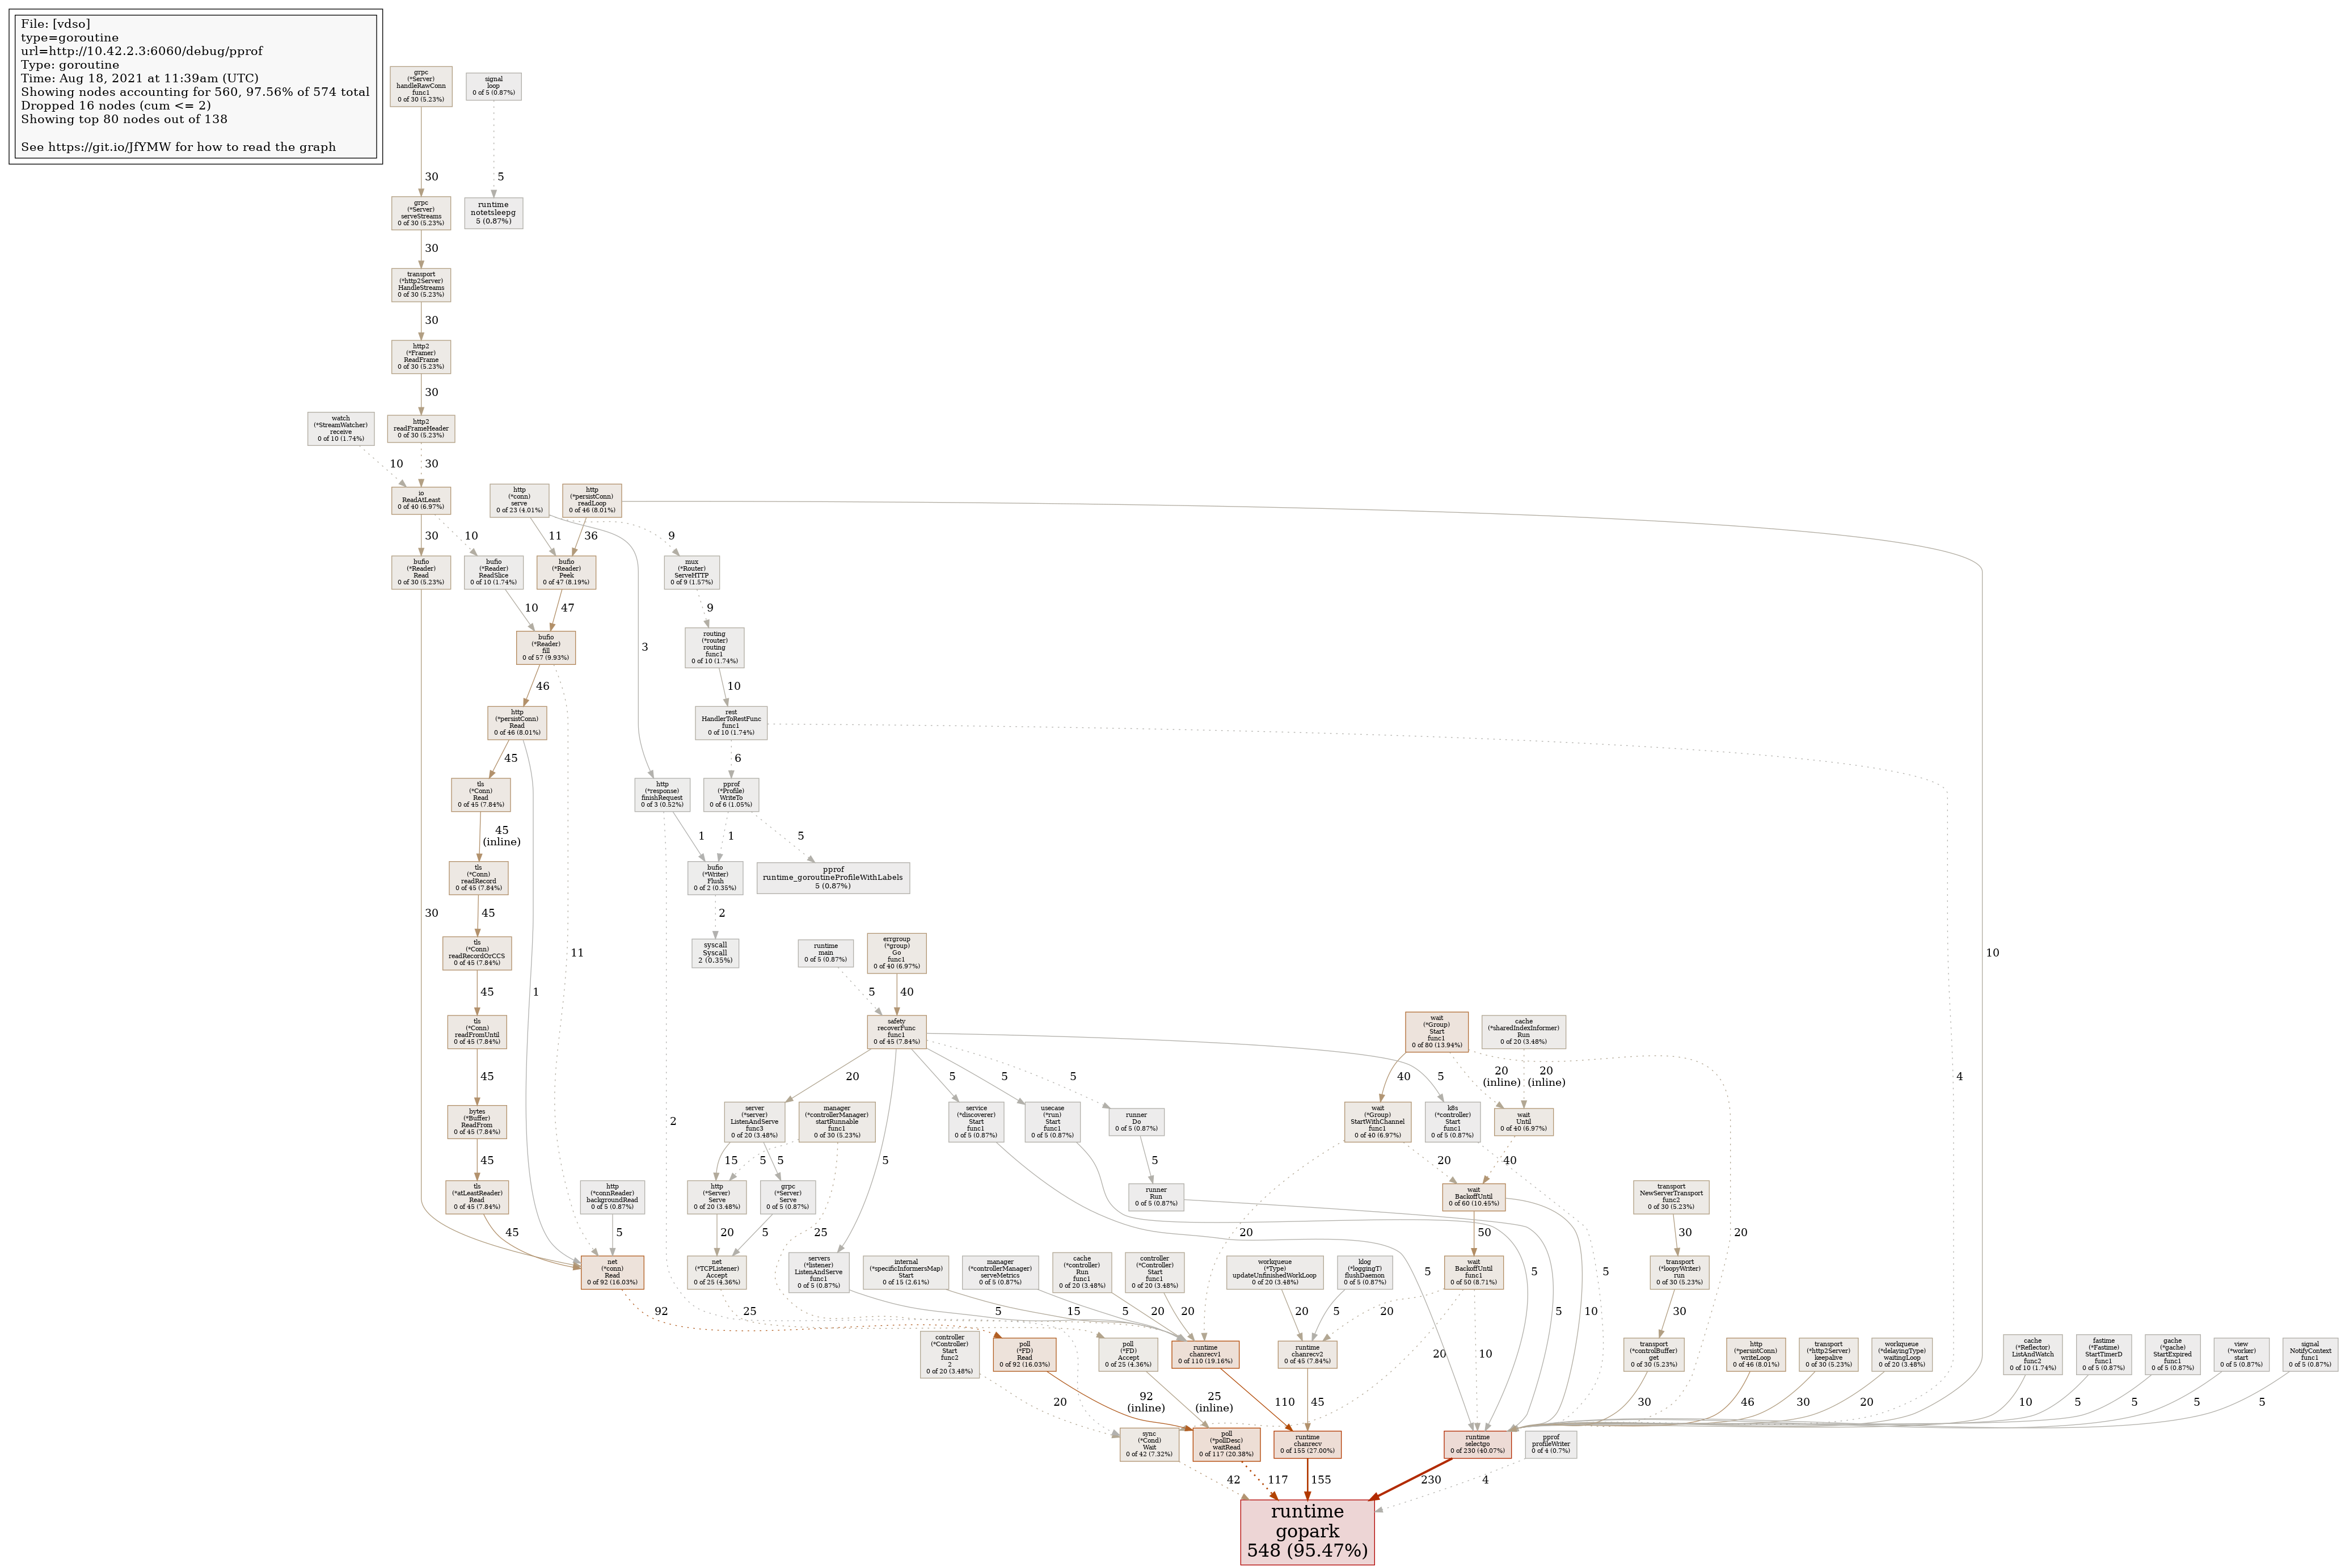 File: [vdso]
type=goroutine
url=http://10.42.2.3:6060/debug/pprof
Type: goroutine
Time: Aug 18, 2021 at 11:39am (UTC)
Showing nodes accounting for 560, 97.56% of 574 total
Dropped 16 nodes (cum <= 2)
Showing top 80 nodes out of 138
See https://git.io/JfYMW for how to read the graph
grpc
(*Server)
handleRawConn
func1
0 of 30 (5.23%)
signal
loop
0 of 5 (0.87%)
30
5
grpc
(*Server)
serveStreams
0 of 30 (5.23%)
runtime
notetsleepg
5 (0.87%)
30
transport
(*http2Server)
HandleStreams
0 of 30 (5.23%)
30
http2
(*Framer)
ReadFrame
0 of 30 (5.23%)
30
watch
(*StreamWatcher)
receive
0 of 10 (1.74%)
http2
readFrameHeader
0 of 30 (5.23%)
10
30
io
ReadAtLeast
0 of 40 (6.97%)
http
(*conn)
serve
0 of 23 (4.01%)
http
(*persistConn)
readLoop
0 of 46 (8.01%)
30
10
11
36
9
bufio
(*Reader)
Read
0 of 30 (5.23%)
bufio
(*Reader)
ReadSlice
0 of 10 (1.74%)
bufio
(*Reader)
Peek
0 of 47 (8.19%)
mux
(*Router)
ServeHTTP
0 of 9 (1.57%)
10
47
9
bufio
(*Reader)
fill
0 of 57 (9.93%)
3
routing
(*router)
routing
func1
0 of 10 (1.74%)
46
10
http
(*persistConn)
Read
0 of 46 (8.01%)
rest
HandlerToRestFunc
func1
0 of 10 (1.74%)
45
6
tls
(*Conn)
Read
0 of 45 (7.84%)
http
(*response)
finishRequest
0 of 3 (0.52%)
pprof
(*Profile)
WriteTo
0 of 6 (1.05%)
45
(inline)
1
1
5
tls
(*Conn)
readRecord
0 of 45 (7.84%)
bufio
(*Writer)
Flush
0 of 2 (0.35%)
pprof
runtime_goroutineProfileWithLabels
5 (0.87%)
30
45
2
tls
(*Conn)
readRecordOrCCS
0 of 45 (7.84%)
11
syscall
Syscall
2 (0.35%)
runtime
main
0 of 5 (0.87%)
errgroup
(*group)
Go
func1
0 of 40 (6.97%)
10
45
1
5
40
tls
(*Conn)
readFromUntil
0 of 45 (7.84%)
safety
recoverFunc
func1
0 of 45 (7.84%)
wait
(*Group)
Start
func1
0 of 80 (13.94%)
cache
(*sharedIndexInformer)
Run
0 of 20 (3.48%)
45
20
5
5
5
5
40
20
(inline)
20
(inline)
4
bytes
(*Buffer)
ReadFrom
0 of 45 (7.84%)
2
server
(*server)
ListenAndServe
func3
0 of 20 (3.48%)
manager
(*controllerManager)
startRunnable
func1
0 of 30 (5.23%)
service
(*discoverer)
Start
func1
0 of 5 (0.87%)
usecase
(*run)
Start
func1
0 of 5 (0.87%)
runner
Do
0 of 5 (0.87%)
wait
(*Group)
StartWithChannel
func1
0 of 40 (6.97%)
k8s
(*controller)
Start
func1
0 of 5 (0.87%)
wait
Until
0 of 40 (6.97%)
45
15
5
5
5
5
20
40
tls
(*atLeastReader)
Read
0 of 45 (7.84%)
http
(*connReader)
backgroundRead
0 of 5 (0.87%)
http
(*Server)
Serve
0 of 20 (3.48%)
grpc
(*Server)
Serve
0 of 5 (0.87%)
runner
Run
0 of 5 (0.87%)
wait
BackoffUntil
0 of 60 (10.45%)
transport
NewServerTransport
func2
0 of 30 (5.23%)
45
5
20
5
25
20
50
30
20
net
(*conn)
Read
0 of 92 (16.03%)
net
(*TCPListener)
Accept
0 of 25 (4.36%)
servers
(*listener)
ListenAndServe
func1
0 of 5 (0.87%)
internal
(*specificInformersMap)
Start
0 of 15 (2.61%)
manager
(*controllerManager)
serveMetrics
0 of 5 (0.87%)
cache
(*controller)
Run
func1
0 of 20 (3.48%)
controller
(*Controller)
Start
func1
0 of 20 (3.48%)
workqueue
(*Type)
updateUnfinishedWorkLoop
0 of 20 (3.48%)
klog
(*loggingT)
flushDaemon
0 of 5 (0.87%)
5
wait
BackoffUntil
func1
0 of 50 (8.71%)
5
5
transport
(*loopyWriter)
run
0 of 30 (5.23%)
92
25
5
15
5
20
20
20
5
20
5
10
30
controller
(*Controller)
Start
func2
2
0 of 20 (3.48%)
poll
(*FD)
Read
0 of 92 (16.03%)
poll
(*FD)
Accept
0 of 25 (4.36%)
runtime
chanrecv1
0 of 110 (19.16%)
runtime
chanrecv2
0 of 45 (7.84%)
20
10
transport
(*controlBuffer)
get
0 of 30 (5.23%)
http
(*persistConn)
writeLoop
0 of 46 (8.01%)
transport
(*http2Server)
keepalive
0 of 30 (5.23%)
workqueue
(*delayingType)
waitingLoop
0 of 20 (3.48%)
cache
(*Reflector)
ListAndWatch
func2
0 of 10 (1.74%)
fastime
(*Fastime)
StartTimerD
func1
0 of 5 (0.87%)
gache
(*gache)
StartExpired
func1
0 of 5 (0.87%)
view
(*worker)
start
0 of 5 (0.87%)
signal
NotifyContext
func1
0 of 5 (0.87%)
20
92
(inline)
25
(inline)
110
45
30
46
30
20
10
5
5
5
5
sync
(*Cond)
Wait
0 of 42 (7.32%)
poll
(*pollDesc)
waitRead
0 of 117 (20.38%)
runtime
chanrecv
0 of 155 (27.00%)
runtime
selectgo
0 of 230 (40.07%)
pprof
profileWriter
0 of 4 (0.7%)
42
117
155
230
4
runtime
gopark
548 (95.47%)